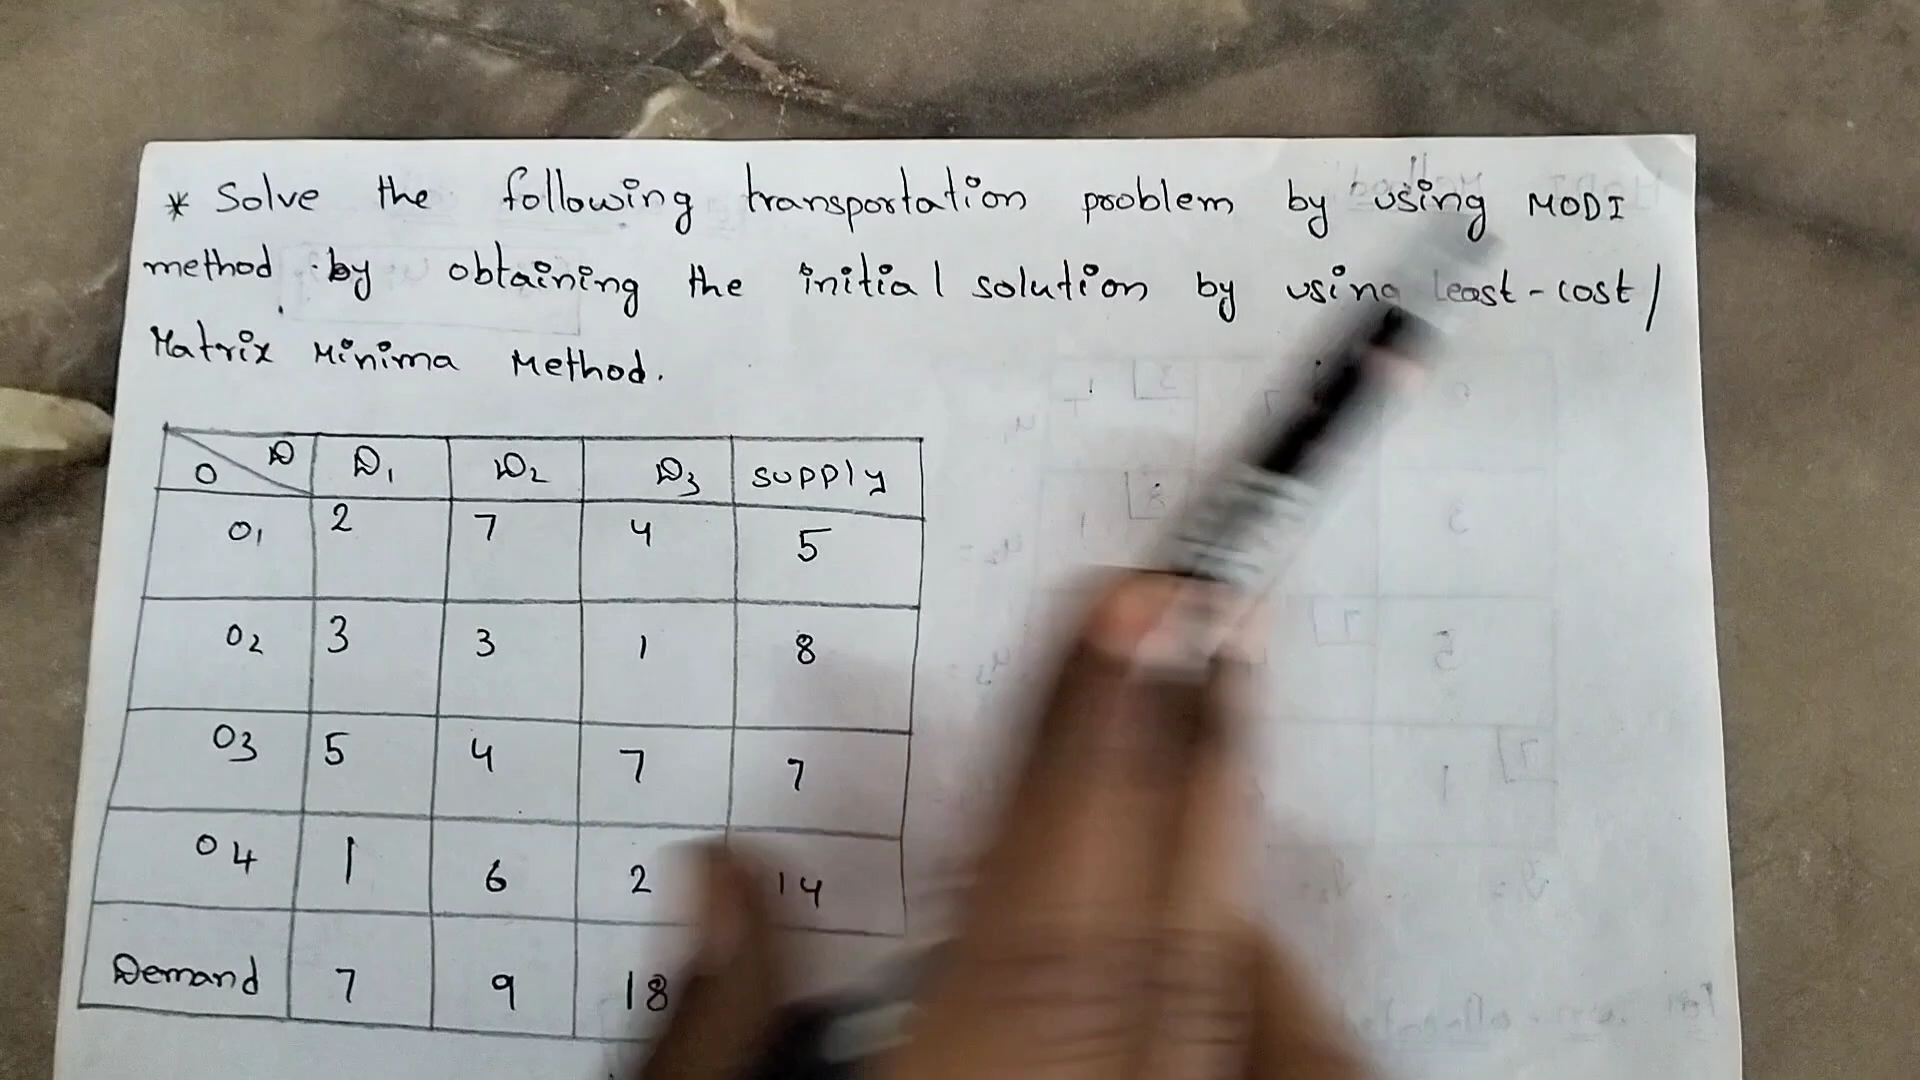 * Solve the following transportation problem by using MODI
method by obtaining the initial solution by using Least-cost/
Matrix Minima Method.
O D D1 D2 D3 supply
O1 2 7 4 5
O2 3 3 1 8
O3 5 4 7 7
O4 1 6 2 14
Demand 7 9 18